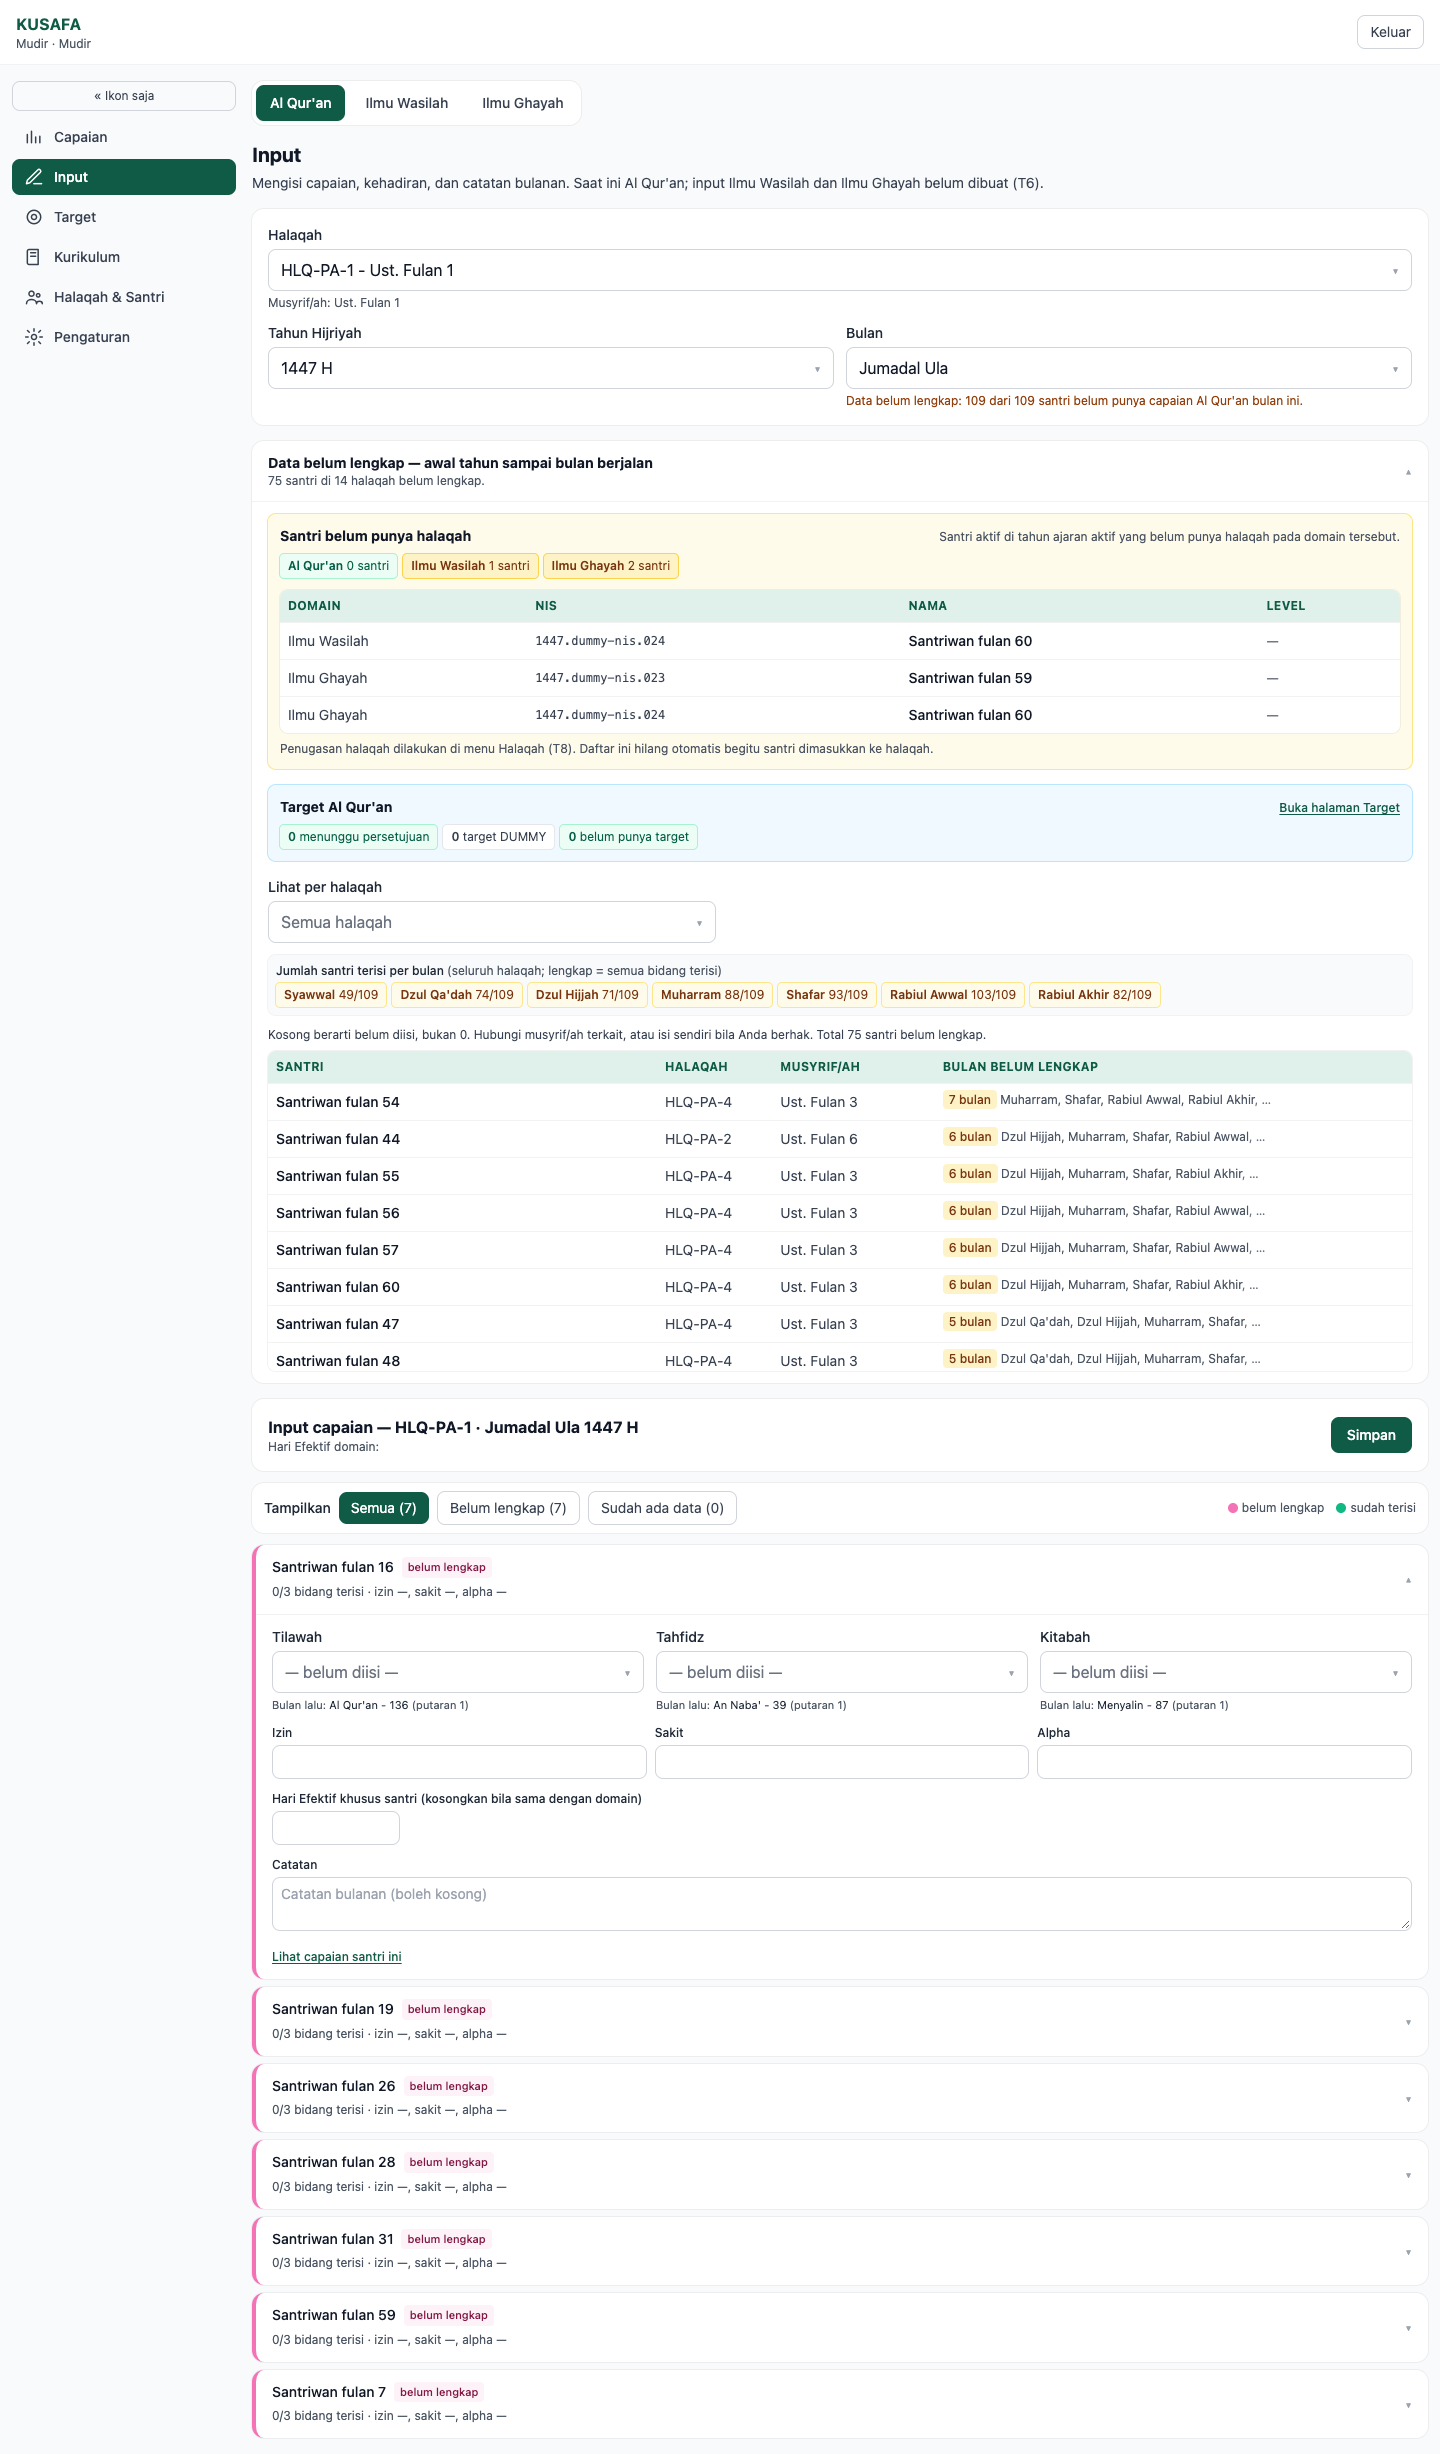 KUSAFA
Mudir · Mudir
Keluar
« Ikon saja
Capaian
Input
Target
Kurikulum
Halaqah & Santri
Pengaturan
Al Qur'an Ilmu Wasilah Ilmu Ghayah
Input
Mengisi capaian, kehadiran, dan catatan bulanan. Saat ini Al Qur'an; input Ilmu Wasilah dan Ilmu Ghayah belum dibuat (T6).
Halaqah
HLQ-PA-1 - Ust. Fulan 1
Musyrif/ah: Ust. Fulan 1
Tahun Hijriyah Bulan
1447 H Jumadal Ula
Data belum lengkap: 109 dari 109 santri belum punya capaian Al Qur'an bulan ini.
Data belum lengkap — awal tahun sampai bulan berjalan
75 santri di 14 halaqah belum lengkap.
Santri belum punya halaqah Santri aktif di tahun ajaran aktif yang belum punya halaqah pada domain tersebut.
Al Qur'an 0 santri Ilmu Wasilah 1 santri Ilmu Ghayah 2 santri
DOMAIN NIS NAMA LEVEL
Ilmu Wasilah 1447.dummy-nis.024 Santriwan fulan 60 —
Ilmu Ghayah 1447.dummy-nis.023 Santriwan fulan 59 —
Ilmu Ghayah 1447.dummy-nis.024 Santriwan fulan 60 —
Penugasan halaqah dilakukan di menu Halaqah (T8). Daftar ini hilang otomatis begitu santri dimasukkan ke halaqah.
Target Al Qur'an Buka halaman Target
0 menunggu persetujuan 0 target DUMMY 0 belum punya target
Lihat per halaqah
Semua halaqah
Jumlah santri terisi per bulan (seluruh halaqah; lengkap = semua bidang terisi)
Syawwal 49/109 Dzul Qa'dah 74/109 Dzul Hijjah 71/109 Muharram 88/109 Shafar 93/109 Rabiul Awwal 103/109 Rabiul Akhir 82/109
Kosong berarti belum diisi, bukan 0. Hubungi musyrif/ah terkait, atau isi sendiri bila Anda berhak. Total 75 santri belum lengkap.
SANTRI HALAQAH MUSYRIF/AH BULAN BELUM LENGKAP
Santriwan fulan 54 HLQ-PA-4 Ust. Fulan 3 7 bulan Muharram, Shafar, Rabiul Awwal, Rabiul Akhir, ...
Santriwan fulan 44 HLQ-PA-2 Ust. Fulan 6 6 bulan Dzul Hijjah, Muharram, Shafar, Rabiul Awwal, ...
Santriwan fulan 55 HLQ-PA-4 Ust. Fulan 3 6 bulan Dzul Hijjah, Muharram, Shafar, Rabiul Akhir, ...
Santriwan fulan 56 HLQ-PA-4 Ust. Fulan 3 6 bulan Dzul Hijjah, Muharram, Shafar, Rabiul Awwal, ...
Santriwan fulan 57 HLQ-PA-4 Ust. Fulan 3 6 bulan Dzul Hijjah, Muharram, Shafar, Rabiul Awwal, ...
Santriwan fulan 60 HLQ-PA-4 Ust. Fulan 3 6 bulan Dzul Hijjah, Muharram, Shafar, Rabiul Akhir, ...
Santriwan fulan 47 HLQ-PA-4 Ust. Fulan 3 5 bulan Dzul Qa'dah, Dzul Hijjah, Muharram, Shafar, ...
Santriwan fulan 48 HLQ-PA-4 Ust. Fulan 3 5 bulan Dzul Qa'dah, Dzul Hijjah, Muharram, Shafar, ...
Input capaian — HLQ-PA-1 · Jumadal Ula 1447 H
Hari Efektif domain:
Simpan
Tampilkan Semua (7) Belum lengkap (7) Sudah ada data (0) belum lengkap sudah terisi
Santriwan fulan 16 belum lengkap
0/3 bidang terisi · izin —, sakit —, alpha —
Tilawah Tahfidz Kitabah
— belum diisi — — belum diisi — — belum diisi —
Bulan lalu: Al Qur'an - 136 (putaran 1) Bulan lalu: An Naba' - 39 (putaran 1) Bulan lalu: Menyalin - 87 (putaran 1)
Izin Sakit Alpha
Hari Efektif khusus santri (kosongkan bila sama dengan domain)
Catatan
Catatan bulanan (boleh kosong)
Lihat capaian santri ini
Santriwan fulan 19 belum lengkap
0/3 bidang terisi · izin —, sakit —, alpha —
Santriwan fulan 26 belum lengkap
0/3 bidang terisi · izin —, sakit —, alpha —
Santriwan fulan 28 belum lengkap
0/3 bidang terisi · izin —, sakit —, alpha —
Santriwan fulan 31 belum lengkap
0/3 bidang terisi · izin —, sakit —, alpha —
Santriwan fulan 59 belum lengkap
0/3 bidang terisi · izin —, sakit —, alpha —
Santriwan fulan 7 belum lengkap
0/3 bidang terisi · izin —, sakit —, alpha —